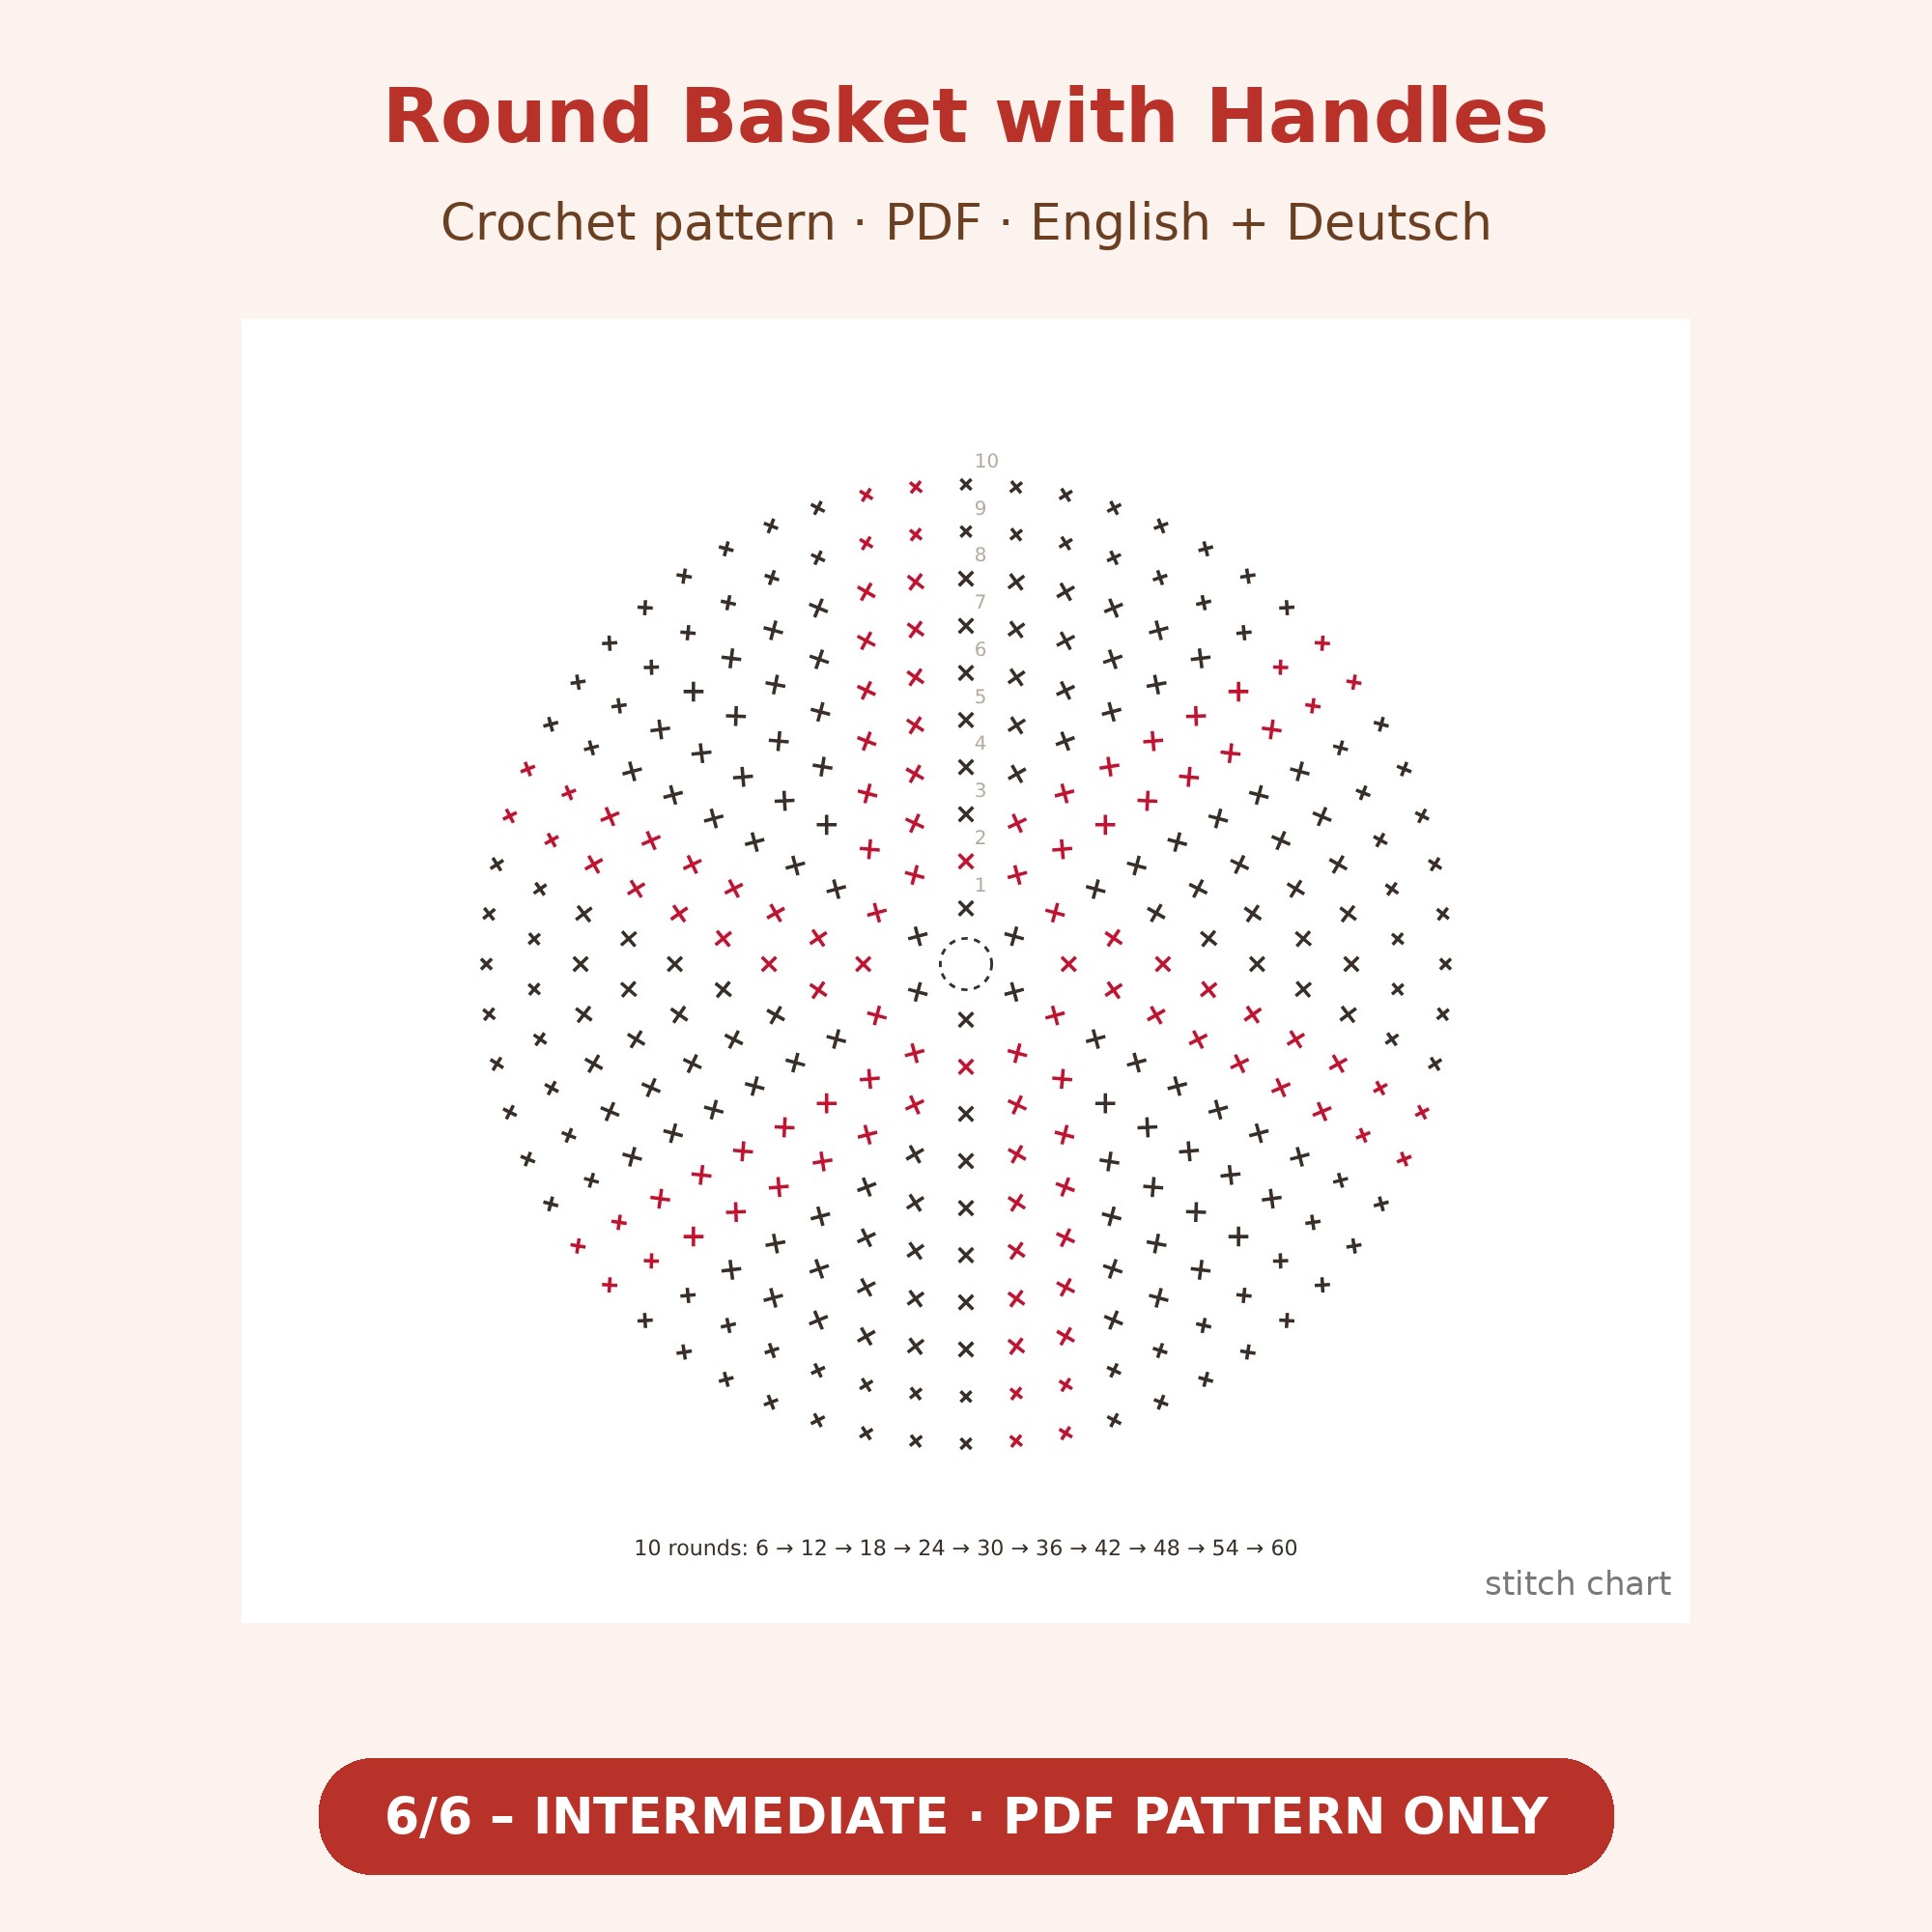 Round Basket with Handles
Crochet pattern · PDF · English + Deutsch
10
9
8
7
6
5
4
3
2
1
10 rounds: 6 → 12 → 18 → 24 → 30 → 36 → 42 → 48 → 54 → 60
stitch chart
6/6 – INTERMEDIATE · PDF PATTERN ONLY